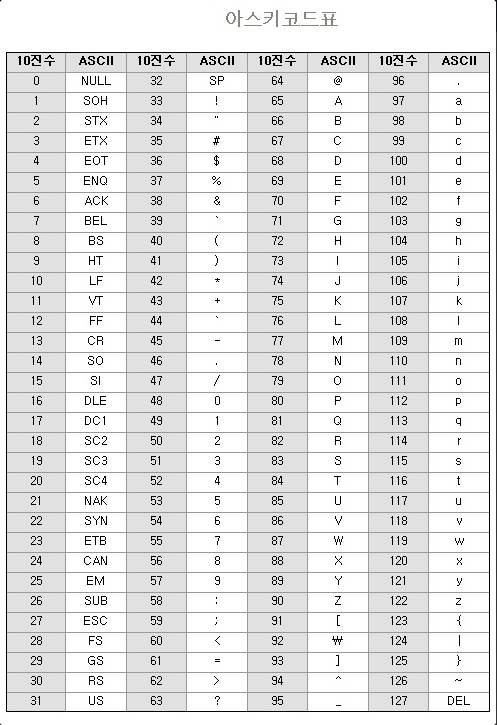 아스키코드표
10진수 ASCII 10진수 ASCII 10진수 ASCII 10진수 ASCII
0 NULL 32 SP 64 @ 96 .
1 SOH 33 ! 65 A 97 a
2 STX 34 " 66 B 98 b
3 ETX 35 # 67 C 99 c
4 EOT 36 $ 68 D 100 d
5 ENQ 37 % 69 E 101 e
6 ACK 38 & 70 F 102 f
7 BEL 39 ` 71 G 103 g
8 BS 40 ( 72 H 104 h
9 HT 41 ) 73 I 105 i
10 LF 42 * 74 J 106 j
11 VT 43 + 75 K 107 k
12 FF 44 ` 76 L 108 l
13 CR 45 - 77 M 109 m
14 SO 46 . 78 N 110 n
15 SI 47 / 79 O 111 o
16 DLE 48 0 80 P 112 p
17 DC1 49 1 81 Q 113 q
18 SC2 50 2 82 R 114 r
19 SC3 51 3 83 S 115 s
20 SC4 52 4 84 T 116 t
21 NAK 53 5 85 U 117 u
22 SYN 54 6 86 V 118 v
23 ETB 55 7 87 W 119 w
24 CAN 56 8 88 X 120 x
25 EM 57 9 89 Y 121 y
26 SUB 58 : 90 Z 122 z
27 ESC 59 ; 91 [ 123 {
28 FS 60 < 92 ₩ 124 |
29 GS 61 = 93 ] 125 }
30 RS 62 > 94 ^ 126 ~
31 US 63 ? 95 _ 127 DEL